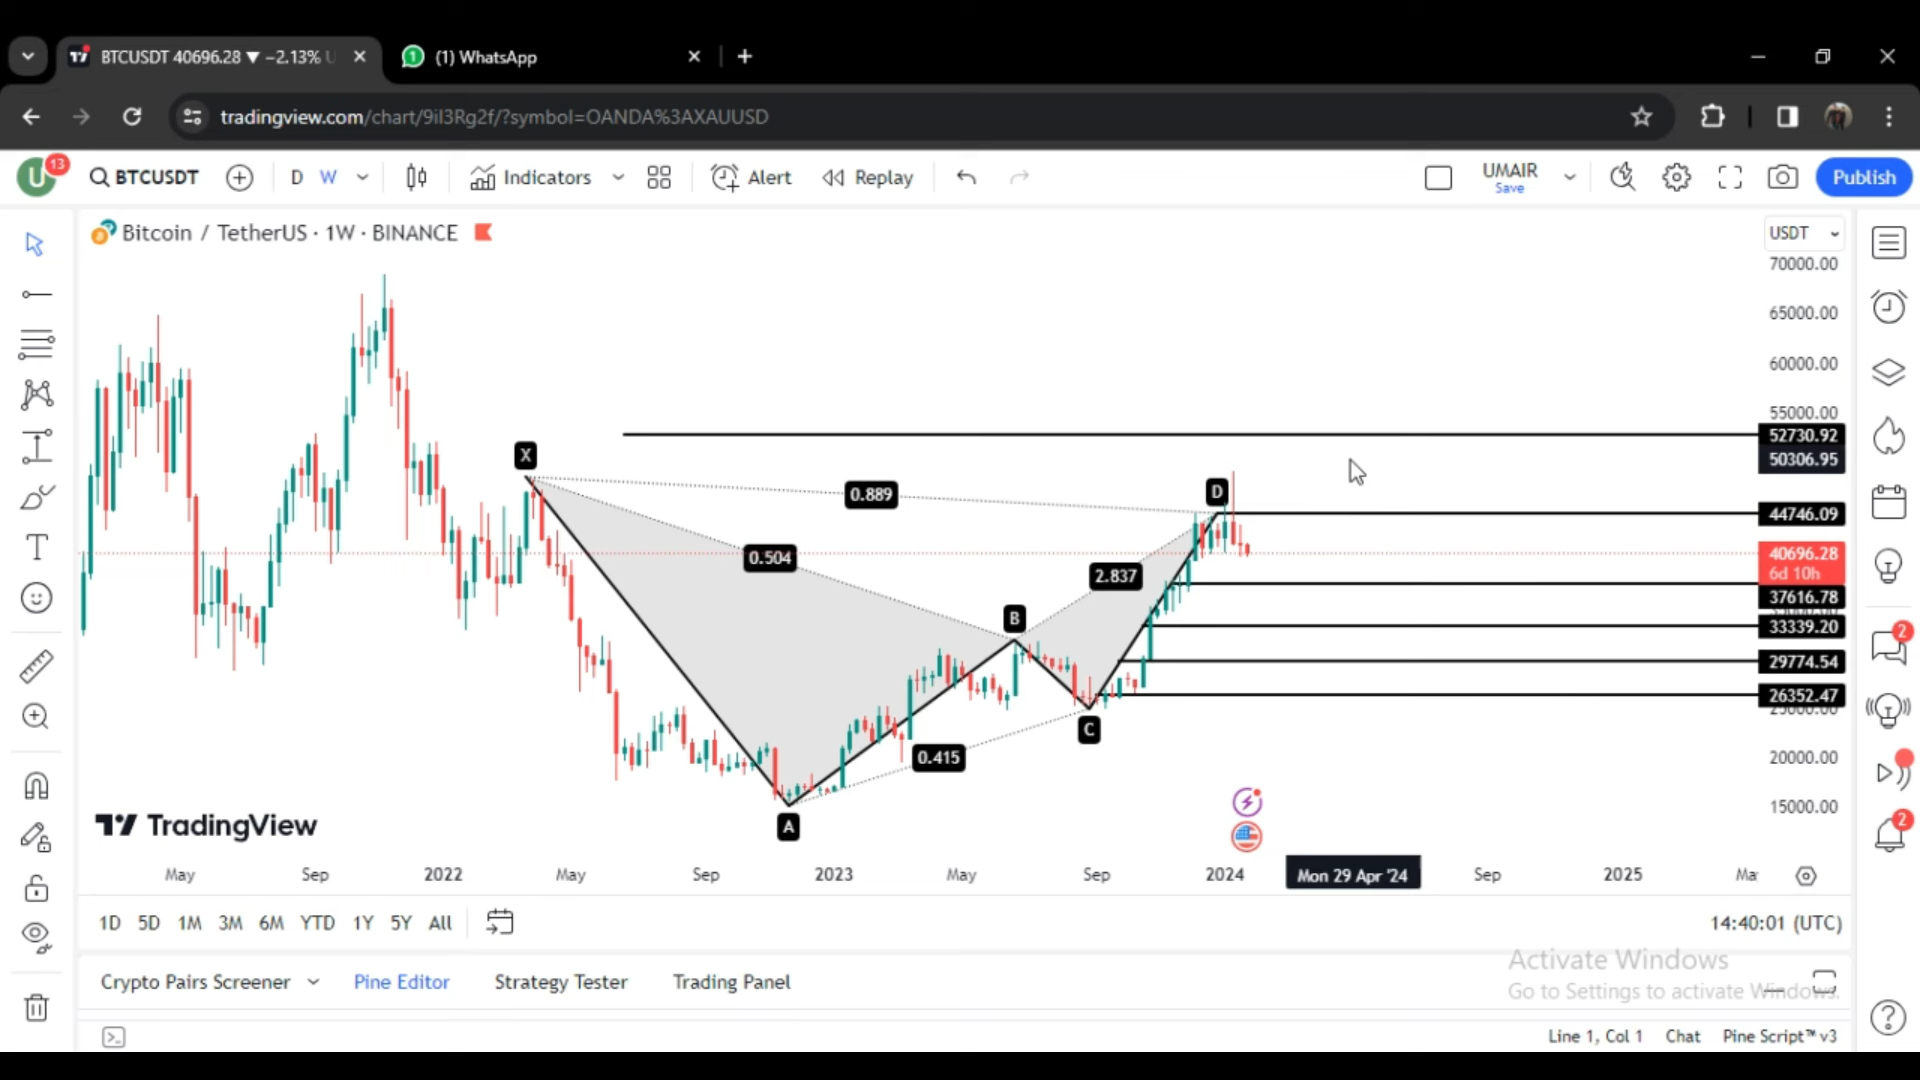 BTCUSDT 40696.28 ▼ −2.13% U
(1) WhatsApp
tradingview.com/chart/9iI3Rg2f/?symbol=OANDA%3AXAUUSD
U
13
BTCUSDT
D
W
Indicators
Alert
Replay
UMAIR
Save
Publish
Bitcoin / TetherUS · 1W · BINANCE
USDT
70000.00
65000.00
60000.00
55000.00
52730.92
50306.95
44746.09
40696.28
6d 10h
37616.78
33339.20
29774.54
26352.47
20000.00
15000.00
X
0.889
D
0.504
2.837
B
C
0.415
A
2
2
TradingView
May
Sep
2022
May
Sep
2023
May
Sep
2024
Mon 29 Apr '24
Sep
2025
Ma
1D 5D 1M 3M 6M YTD 1Y 5Y All
14:40:01 (UTC)
Crypto Pairs Screener
Pine Editor
Strategy Tester
Trading Panel
Activate Windows
Go to Settings to activate Windows.
Line 1, Col 1
Chat
Pine Script™ v3